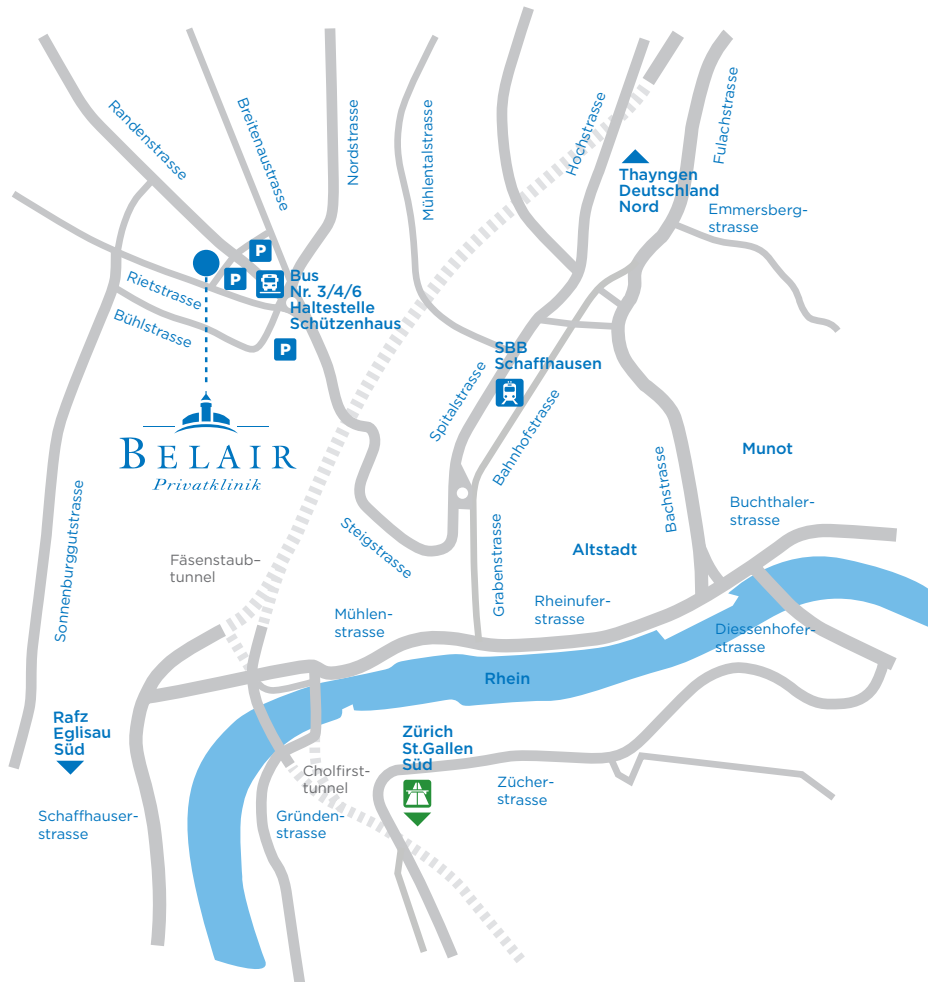 Randenstrasse
Breitenaustrasse
Nordstrasse
Mühlentalstrasse
Hochstrasse
Fulachstrasse
Thayngen
Deutschland
Nord
Emmersberg-
strasse
P
P
Bus
Nr. 3/4/6
Haltestelle
Schützenhaus
Rietstrasse
Bühlstrasse
P
SBB
Schaffhausen
Spitalstrasse
Bahnhofstrasse
BELAIR
Privatklinik
Munot
Bachstrasse
Buchthaler-
strasse
Sonnenburggutstrasse
Steigstrasse
Grabenstrasse
Altstadt
Fäsenstaub-
tunnel
Mühlen-
strasse
Rheinufer-
strasse
Diessenhofer-
strasse
Rhein
Rafz
Eglisau
Süd
Zürich
St.Gallen
Süd
Cholfirst-
tunnel
Zücher-
strasse
Schaffhauser-
strasse
Gründen-
strasse